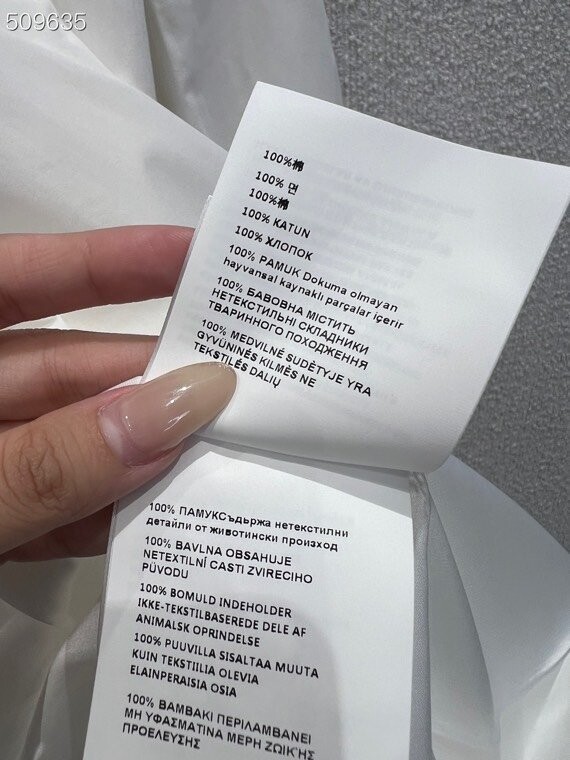 509635
100%棉
100% 면
100%棉
100% KATUN
100% ХЛОПОК
100% PAMUK Dokuma olmayan
hayvansal kaynaklı parçalar içerir
100% БАВОВНА МІСТИТЬ
НЕТЕКСТИЛЬНІ СКЛАДНИКИ
ТВАРИННОГО ПОХОДЖЕННЯ
100% MEDVILNĖ SUDĖTYJE YRA
GYVŪNINĖS KILMĖS NE
TEKSTILĖS DALIŲ
100% ПАМУКСъдържа нетекстилни
детайли от животински произход
100% BAVLNA OBSAHUJE
NETEXTILNÍ CASTI ZVIRECIHO
PŮVODU
100% BOMULD INDEHOLDER
IKKE-TEKSTILBASEREDE DELE AF
ANIMALSK OPRINDELSE
100% PUUVILLA SISALTAA MUUTA
KUIN TEKSTIILIA OLEVIA
ELAINPERAISIA OSIA
100% ΒΑΜΒΑΚΙ ΠΕΡΙΛΑΜΒΑΝΕΙ
ΜΗ ΥΦΑΣΜΑΤΙΝΑ ΜΕΡΗ ΖΩΙΚΉΣ
ΠΡΟΕΛΕΥΣΗΣ